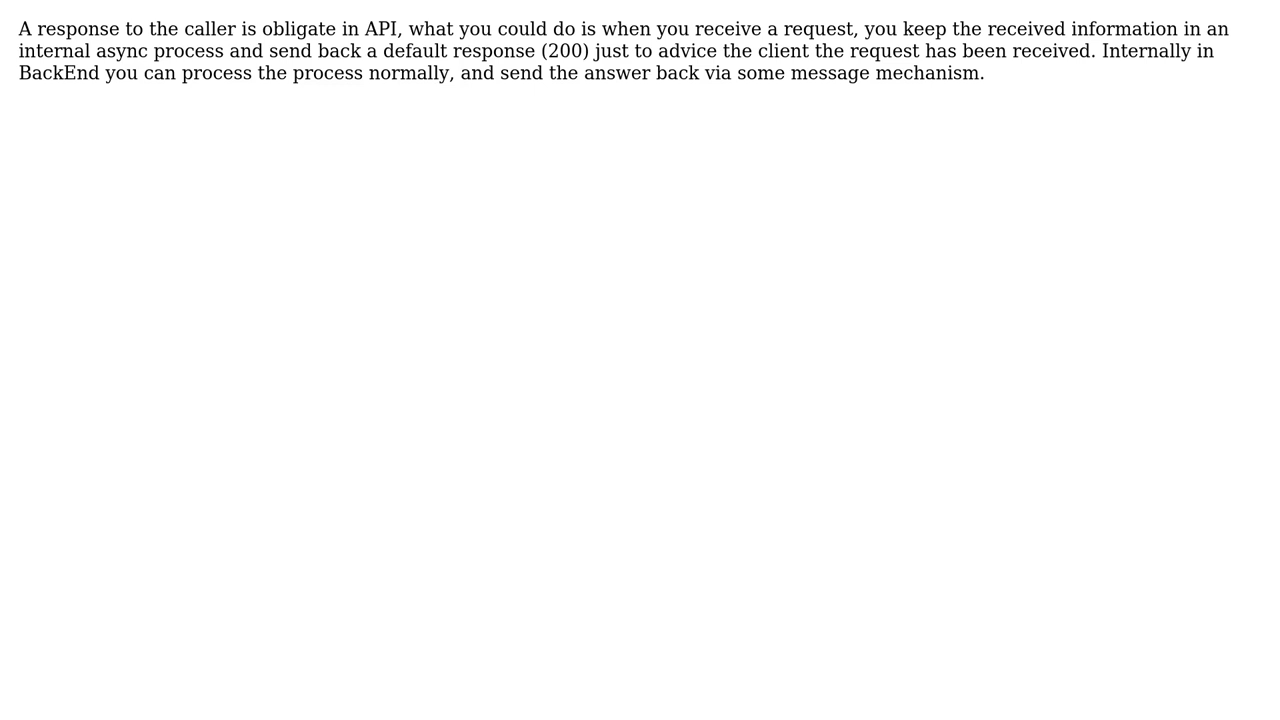 A response to the caller is obligate in API, what you could do is when you receive a request, you keep the received information in an
internal async process and send back a default response (200) just to advice the client the request has been received. Internally in
BackEnd you can process the process normally, and send the answer back via some message mechanism.